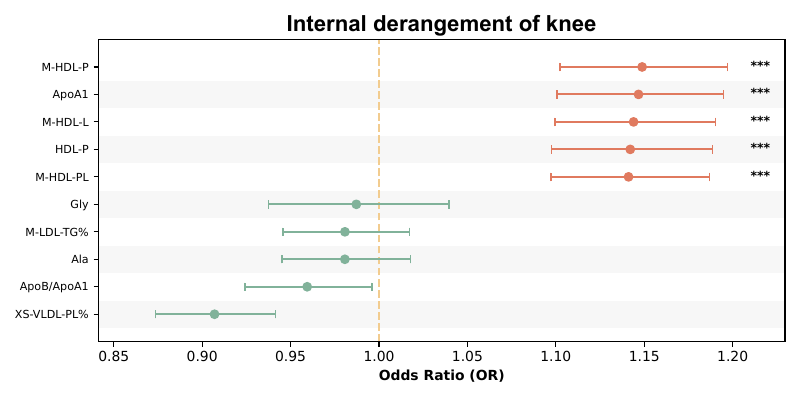 Internal derangement of knee
M-HDL-P ***
ApoA1 ***
M-HDL-L ***
HDL-P ***
M-HDL-PL ***
Gly
M-LDL-TG%
Ala
ApoB/ApoA1
XS-VLDL-PL%
0.85 0.90 0.95 1.00 1.05 1.10 1.15 1.20
Odds Ratio (OR)